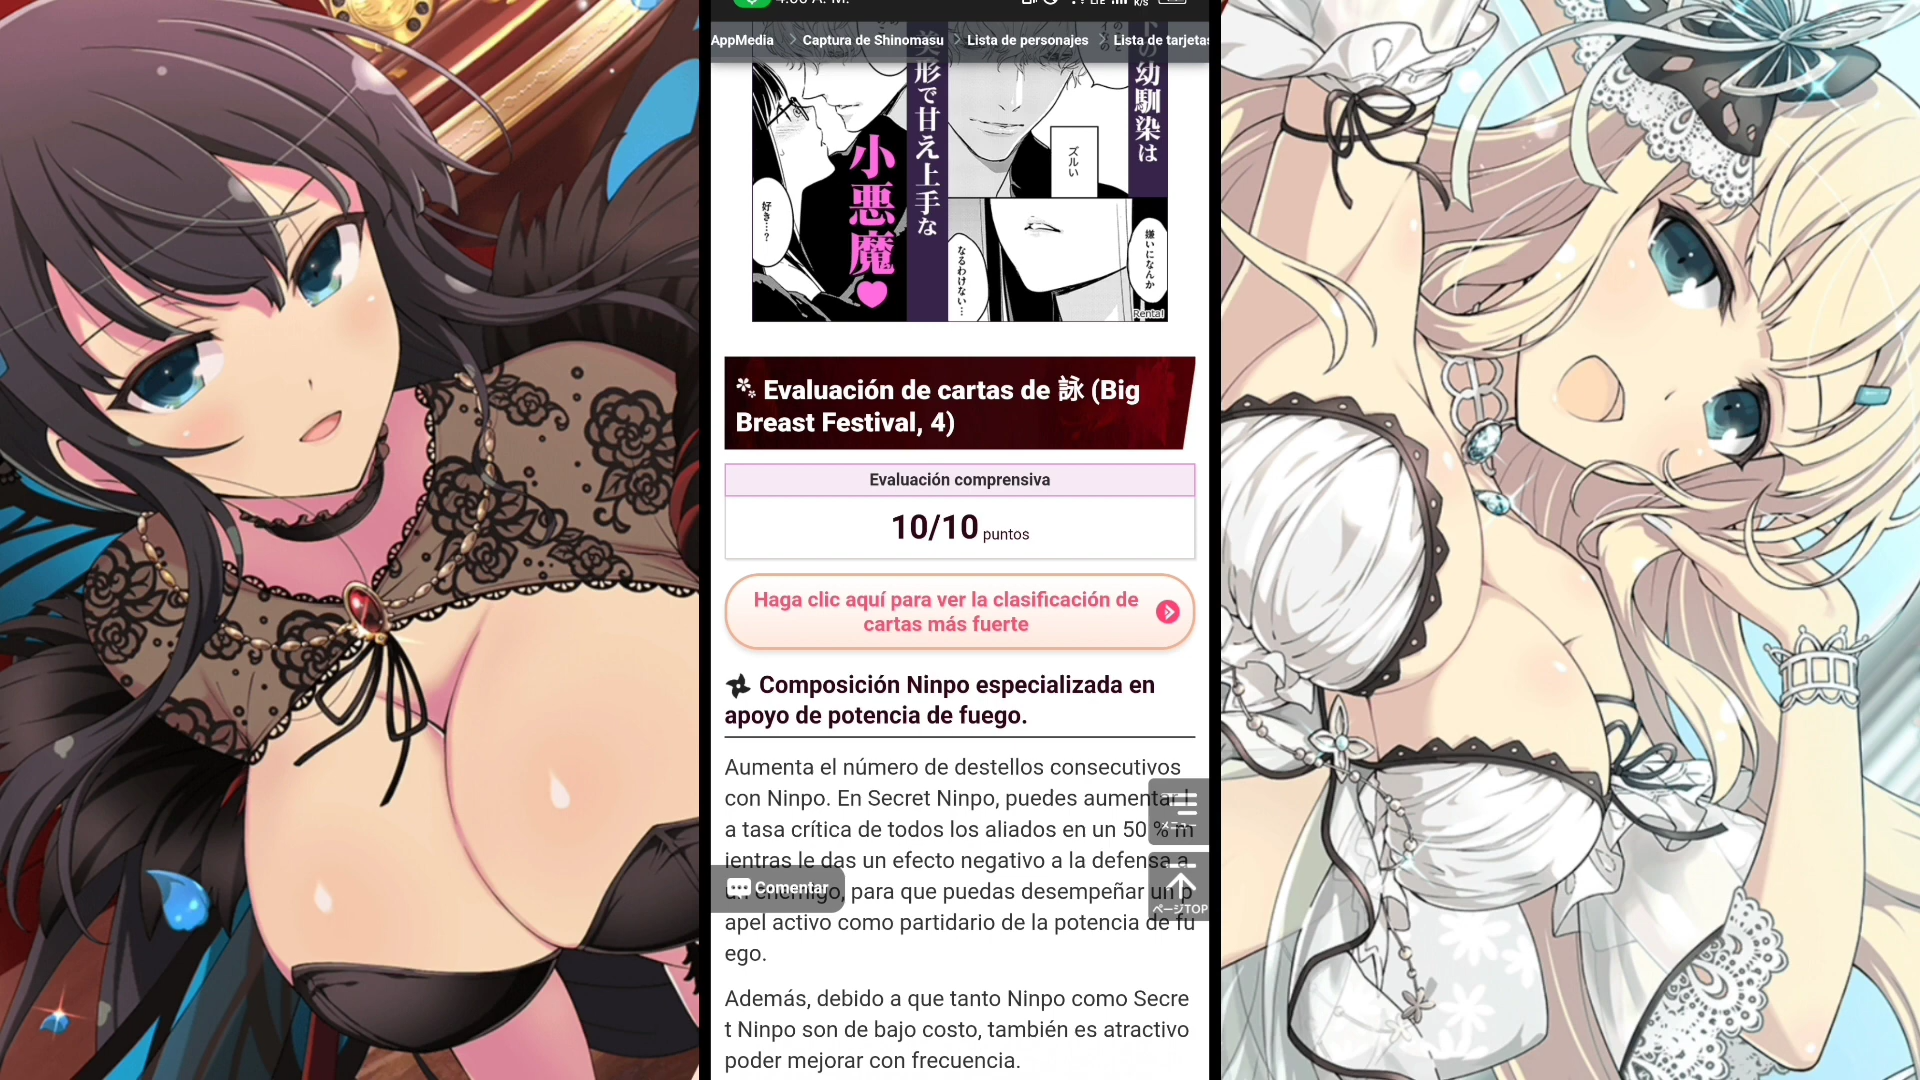 AppMedia > Captura de Shinomasu > Lista de personajes > Lista de tarjetas
幼馴染は
形で甘え上手な
小悪魔
ズルい
好き…?
なるわけない…
嫌いになんか
Renta!
Evaluación de cartas de 詠 (Big
Breast Festival, 4)
Evaluación comprensiva
10/10 puntos
Haga clic aquí para ver la clasificación de
cartas más fuerte
Composición Ninpo especializada en
apoyo de potencia de fuego.
Aumenta el número de destellos consecutivos
con Ninpo. En Secret Ninpo, puedes aumentar l
a tasa crítica de todos los aliados en un 50 % m
ientras le das un efecto negativo a la defensa a
un enemigo, para que puedas desempeñar un p
apel activo como partidario de la potencia de fu
ego.
メニュー
Comentar
ページTOP
Además, debido a que tanto Ninpo como Secre
t Ninpo son de bajo costo, también es atractivo
poder mejorar con frecuencia.